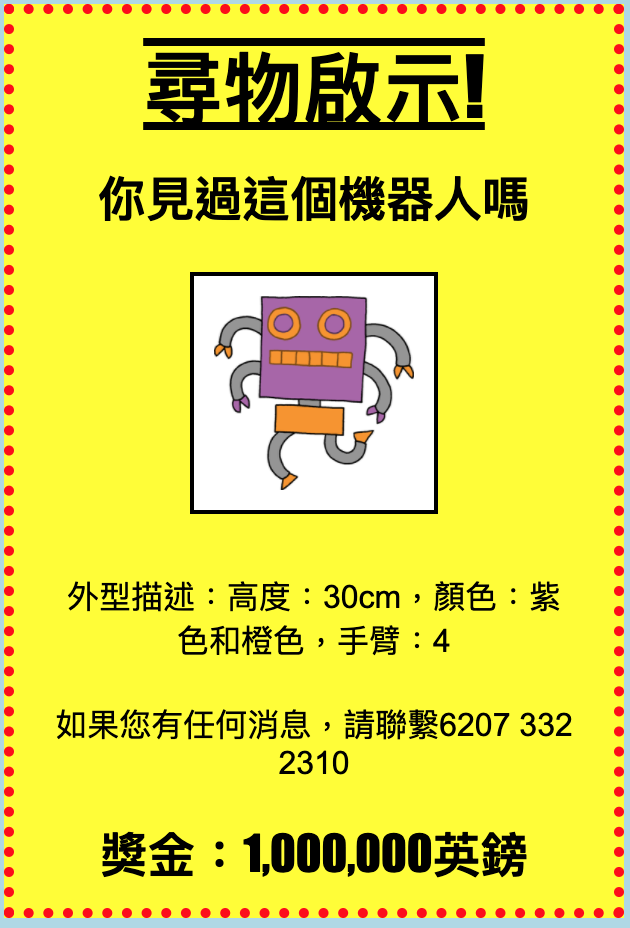 尋物啟示!
你見過這個機器人嗎
外型描述：高度：30cm，顏色：紫
色和橙色，手臂：4
如果您有任何消息，請聯繫6207 332
2310
獎金：1,000,000英鎊